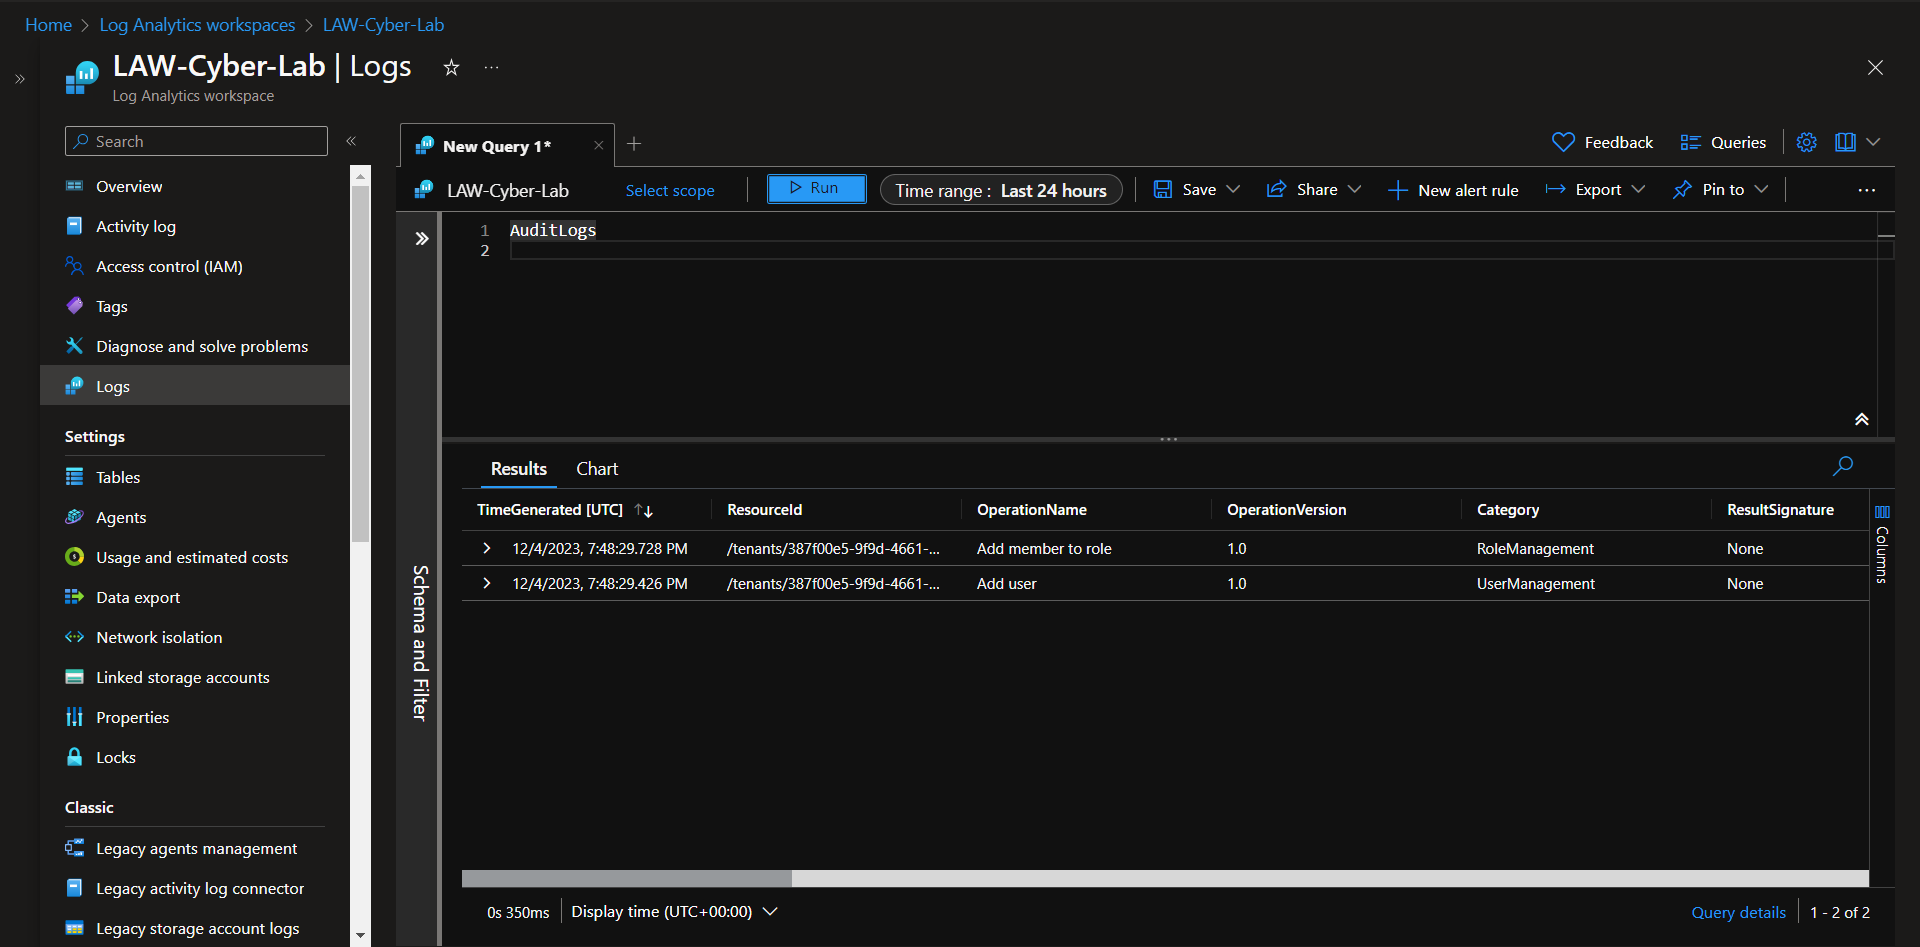 Home > Log Analytics workspaces > LAW-Cyber-Lab
LAW-Cyber-Lab | Logs
Log Analytics workspace
Search
Overview
Activity log
Access control (IAM)
Tags
Diagnose and solve problems
Logs
Settings
Tables
Agents
Usage and estimated costs
Data export
Network isolation
Linked storage accounts
Properties
Locks
Classic
Legacy agents management
Legacy activity log connector
Legacy storage account logs
New Query 1*
Feedback
Queries
LAW-Cyber-Lab
Select scope
Run
Time range : Last 24 hours
Save
Share
New alert rule
Export
Pin to
1 AuditLogs
2
Schema and Filter
Results Chart
TimeGenerated [UTC] ResourceId OperationName OperationVersion Category ResultSignature
12/4/2023, 7:48:29.728 PM /tenants/387f00e5-9f9d-4661-... Add member to role 1.0 RoleManagement None
12/4/2023, 7:48:29.426 PM /tenants/387f00e5-9f9d-4661-... Add user 1.0 UserManagement None
Columns
0s 350ms Display time (UTC+00:00)
Query details 1 - 2 of 2